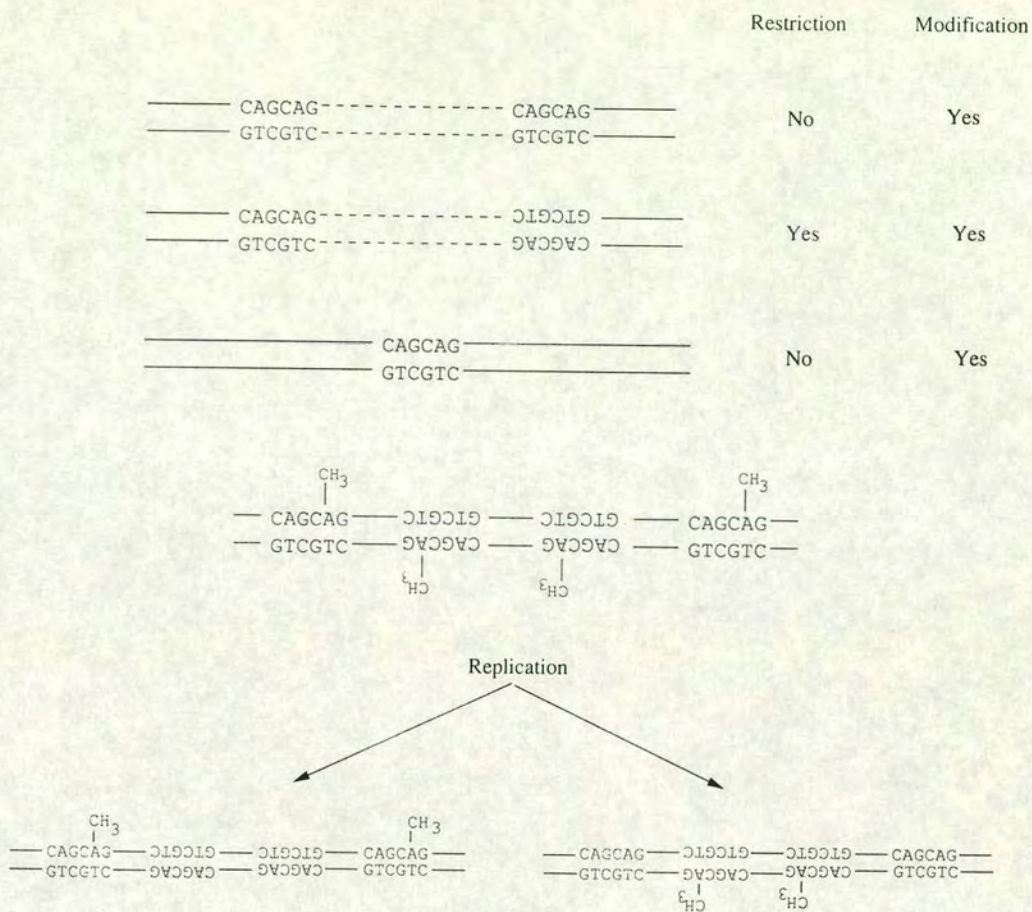 Restriction Modification
CAGCAG CAGCAG
GTCGTC GTCGTC
No Yes
CAGCAG GTCGTC
GTCGTC CAGCAG
Yes Yes
CAGCAG
GTCGTC
No Yes
CH3 CH3
CAGCAG GTCGTC GTCGTC CAGCAG
GTCGTC CAGCAG CAGCAG GTCGTC
CH3 CH3
Replication
CH3 CH3
CAGCAG GTCGTC GTCGTC CAGCAG
GTCGTC CAGCAG CAGCAG GTCGTC
CAGCAG GTCGTC GTCGTC CAGCAG
GTCGTC CAGCAG CAGCAG GTCGTC
CH3 CH3